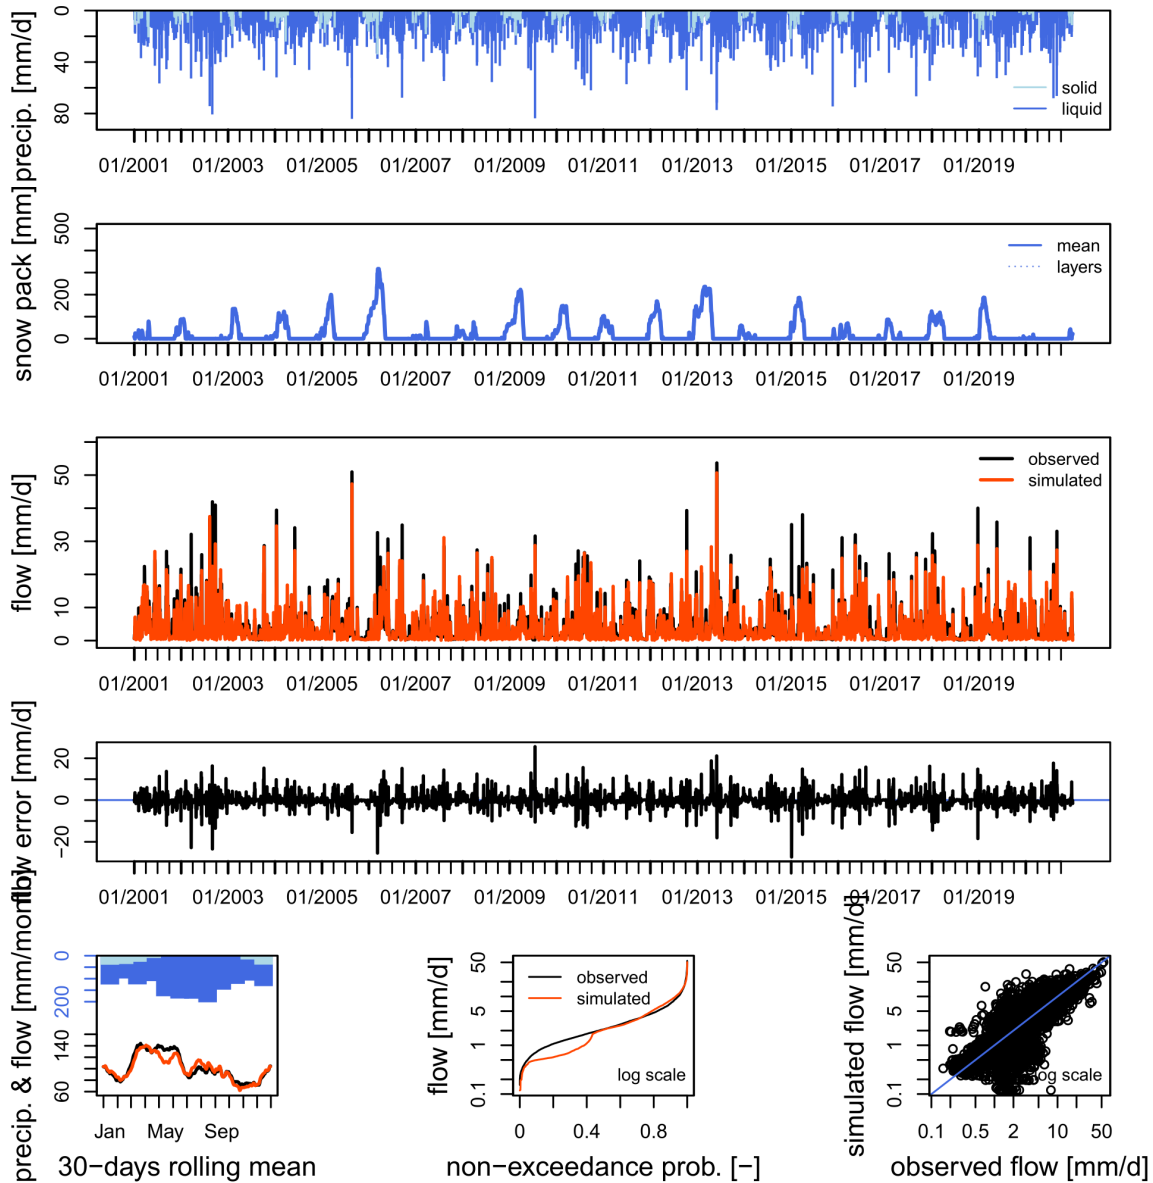 precip. [mm/d]
0
40
80
solid
liquid
01/2001 01/2003 01/2005 01/2007 01/2009 01/2011 01/2013 01/2015 01/2017 01/2019
snow pack [mm]
0
200
500
mean
layers
01/2001 01/2003 01/2005 01/2007 01/2009 01/2011 01/2013 01/2015 01/2017 01/2019
flow [mm/d]
0
10
30
50
observed
simulated
01/2001 01/2003 01/2005 01/2007 01/2009 01/2011 01/2013 01/2015 01/2017 01/2019
flow error [mm/d]
−20
0
20
01/2001 01/2003 01/2005 01/2007 01/2009 01/2011 01/2013 01/2015 01/2017 01/2019
precip. & flow [mm/month]
0
200
140
60
Jan May Sep
30−days rolling mean
flow [mm/d]
50
5
1
0.1
observed
simulated
log scale
0 0.4 0.8
non−exceedance prob. [−]
simulated flow [mm/d]
50
5
1
0.1
log scale
0.1 0.5 2 10 50
observed flow [mm/d]